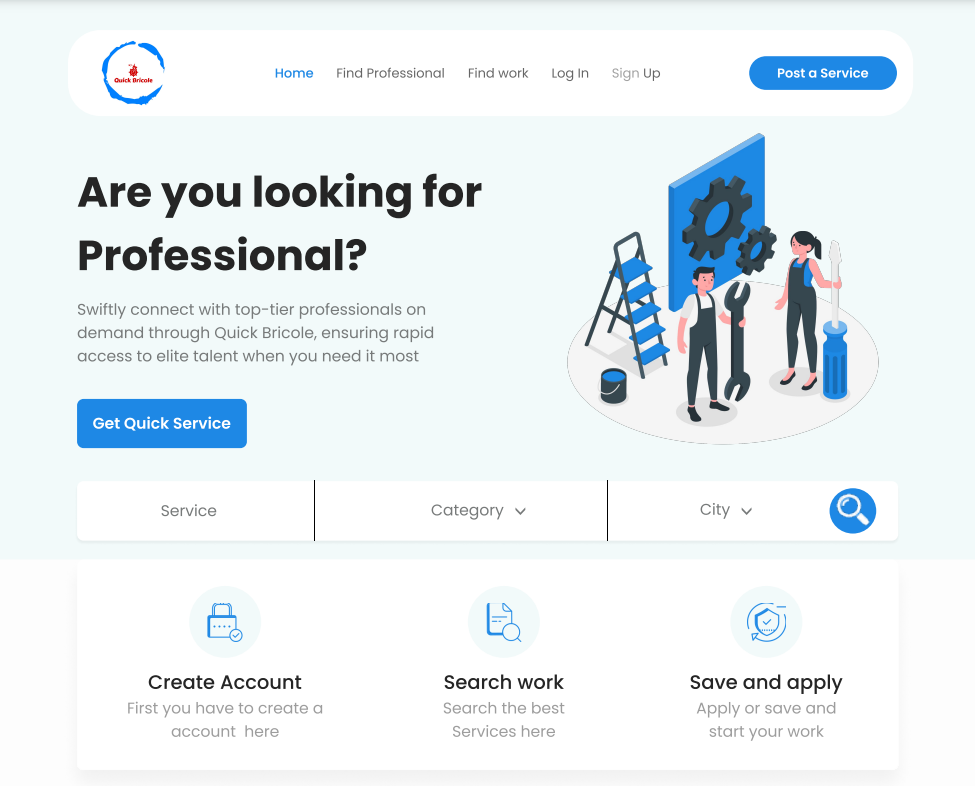 Quick Bricole
Home Find Professional Find work Log In Sign Up Post a Service
Are you looking for
Professional?
Swiftly connect with top-tier professionals on
demand through Quick Bricole, ensuring rapid
access to elite talent when you need it most
Get Quick Service
Service Category City
Create Account Search work Save and apply
First you have to create a Search the best Apply or save and
account here Services here start your work